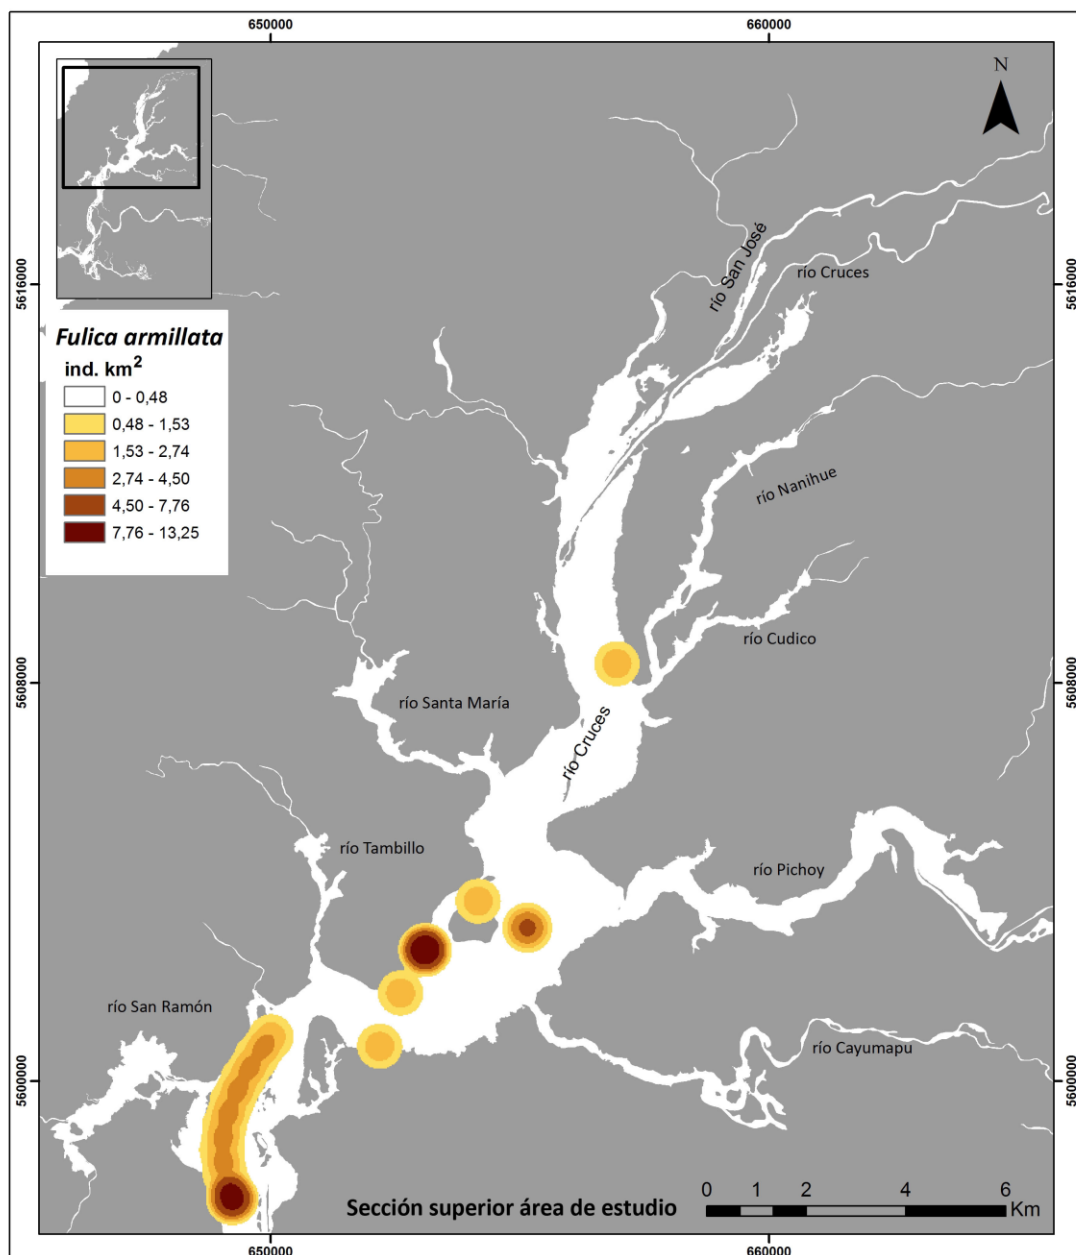 650000
660000
N
río San José
río Cruces
5616000
5616000
Fulica armillata
ind. km²
0 - 0,48
0,48 - 1,53
1,53 - 2,74
2,74 - 4,50
4,50 - 7,76
7,76 - 13,25
río Nanihue
río Cudico
5608000
5608000
río Santa María
río Cruces
río Tambillo
río Pichoy
río San Ramón
río Cayumapu
5600000
5600000
Sección superior área de estudio
0 1 2 4 6
Km
650000
660000